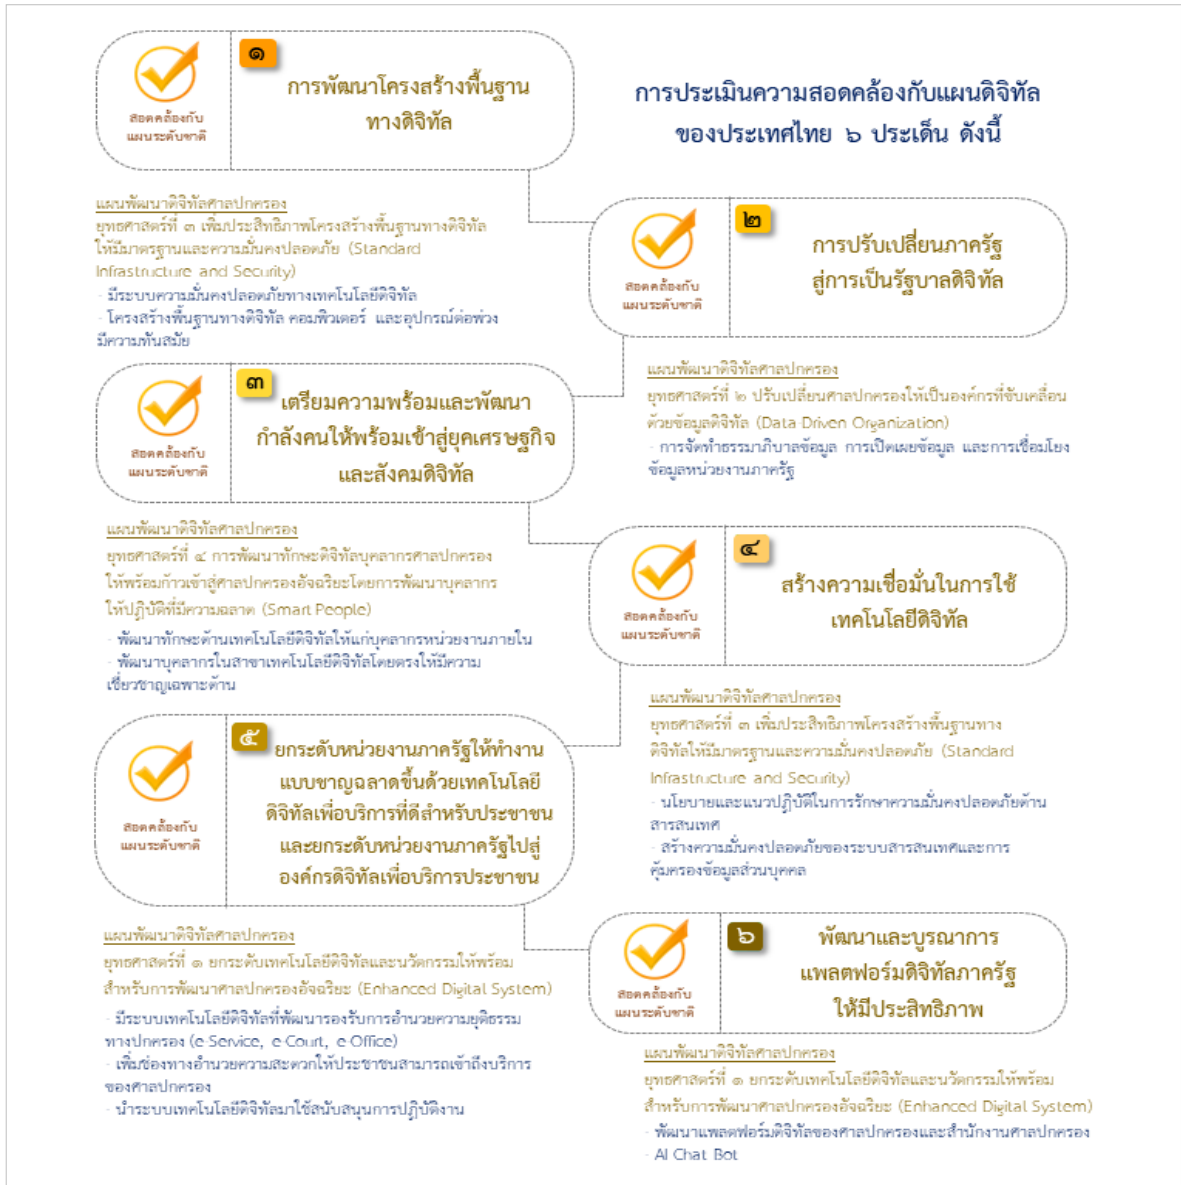 การประเมินความสอดคล้องกับแผนดิจิทัล
ของประเทศไทย ๖ ประเด็น ดังนี้
๑
การพัฒนาโครงสร้างพื้นฐาน
ทางดิจิทัล
สอดคล้องกับ
แผนระดับชาติ
แผนพัฒนาดิจิทัลศาลปกครอง
ยุทธศาสตร์ที่ ๓ เพิ่มประสิทธิภาพโครงสร้างพื้นฐานทางดิจิทัล
ให้มีมาตรฐานและความมั่นคงปลอดภัย (Standard
Infrastructure and Security)
- มีระบบความมั่นคงปลอดภัยทางเทคโนโลยีดิจิทัล
- โครงสร้างพื้นฐานทางดิจิทัล คอมพิวเตอร์ และอุปกรณ์ต่อพ่วง
มีความทันสมัย
๒
การปรับเปลี่ยนภาครัฐ
สู่การเป็นรัฐบาลดิจิทัล
สอดคล้องกับ
แผนระดับชาติ
แผนพัฒนาดิจิทัลศาลปกครอง
ยุทธศาสตร์ที่ ๒ ปรับเปลี่ยนศาลปกครองให้เป็นองค์กรที่ขับเคลื่อน
ด้วยข้อมูลดิจิทัล (Data-Driven Organization)
- การจัดทำธรรมาภิบาลข้อมูล การเปิดเผยข้อมูล และการเชื่อมโยง
ข้อมูลหน่วยงานภาครัฐ
๓
เตรียมความพร้อมและพัฒนา
กำลังคนให้พร้อมเข้าสู่ยุคเศรษฐกิจ
และสังคมดิจิทัล
สอดคล้องกับ
แผนระดับชาติ
แผนพัฒนาดิจิทัลศาลปกครอง
ยุทธศาสตร์ที่ ๔ การพัฒนาทักษะดิจิทัลบุคลากรศาลปกครอง
ให้พร้อมก้าวเข้าสู่ศาลปกครองอัจฉริยะโดยการพัฒนาบุคลากร
ให้ปฏิบัติที่มีความฉลาด (Smart People)
- พัฒนาทักษะด้านเทคโนโลยีดิจิทัลให้แก่บุคลากรหน่วยงานภายใน
- พัฒนาบุคลากรในสาขาเทคโนโลยีดิจิทัลโดยตรงให้มีความ
เชี่ยวชาญเฉพาะด้าน
๔
สร้างความเชื่อมั่นในการใช้
เทคโนโลยีดิจิทัล
สอดคล้องกับ
แผนระดับชาติ
แผนพัฒนาดิจิทัลศาลปกครอง
ยุทธศาสตร์ที่ ๓ เพิ่มประสิทธิภาพโครงสร้างพื้นฐานทาง
ดิจิทัลให้มีมาตรฐานและความมั่นคงปลอดภัย (Standard
Infrastructure and Security)
- นโยบายและแนวปฏิบัติในการรักษาความมั่นคงปลอดภัยด้าน
สารสนเทศ
- สร้างความมั่นคงปลอดภัยของระบบสารสนเทศและการ
คุ้มครองข้อมูลส่วนบุคคล
๕
ยกระดับหน่วยงานภาครัฐให้ทำงาน
แบบชาญฉลาดขึ้นด้วยเทคโนโลยี
ดิจิทัลเพื่อบริการที่ดีสำหรับประชาชน
และยกระดับหน่วยงานภาครัฐไปสู่
องค์กรดิจิทัลเพื่อบริการประชาชน
สอดคล้องกับ
แผนระดับชาติ
แผนพัฒนาดิจิทัลศาลปกครอง
ยุทธศาสตร์ที่ ๑ ยกระดับเทคโนโลยีดิจิทัลและนวัตกรรมให้พร้อม
สำหรับการพัฒนาศาลปกครองอัจฉริยะ (Enhanced Digital System)
- มีระบบเทคโนโลยีดิจิทัลที่พัฒนารองรับการอำนวยความยุติธรรม
ทางปกครอง (e-Service, e-Court, e-Office)
- เพิ่มช่องทางอำนวยความสะดวกให้ประชาชนสามารถเข้าถึงบริการ
ของศาลปกครอง
- นำระบบเทคโนโลยีดิจิทัลมาใช้สนับสนุนการปฏิบัติงาน
๖
พัฒนาและบูรณาการ
แพลตฟอร์มดิจิทัลภาครัฐ
ให้มีประสิทธิภาพ
สอดคล้องกับ
แผนระดับชาติ
แผนพัฒนาดิจิทัลศาลปกครอง
ยุทธศาสตร์ที่ ๑ ยกระดับเทคโนโลยีดิจิทัลและนวัตกรรมให้พร้อม
สำหรับการพัฒนาศาลปกครองอัจฉริยะ (Enhanced Digital System)
- พัฒนาแพลตฟอร์มดิจิทัลของศาลปกครองและสำนักงานศาลปกครอง
- AI Chat Bot